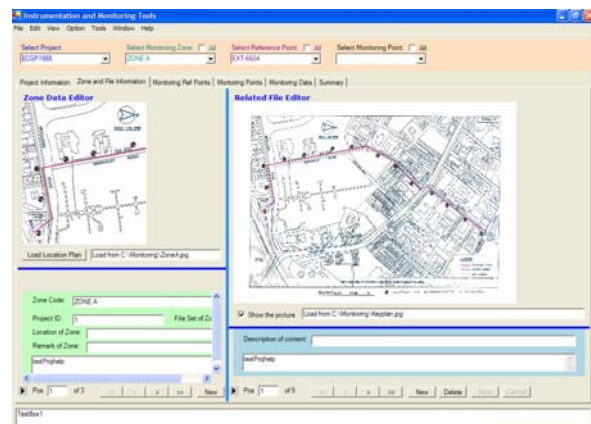 Instrumentation and Monitoring Tools
File Edit View Option Tools Window Help
Select Project: Select Monitoring Zone: All Select Reference Point: All Select Monitoring Point: All
ECGP1988 ZONE A EXT-6604
Project Information Zone and File Information Monitoring Ref Points Monitoring Points Monitoring Data Summary
Zone Data Editor
Related File Editor
Load Location Plan Load from C:\Monitoring\ZoneA.jpg
Show the picture Load from C:\Monitoring\Keyplan.jpg
Zone Code: ZONE A
Project ID: 1 File Set of Zo
Location of Zone:
Remark of Zone:
testProjhelp
Description of content:
testProjhelp
Pos 1 of 3 << < > >> New
Pos 1 of 5 << < > >> New Delete Save Cancel
TextBox1